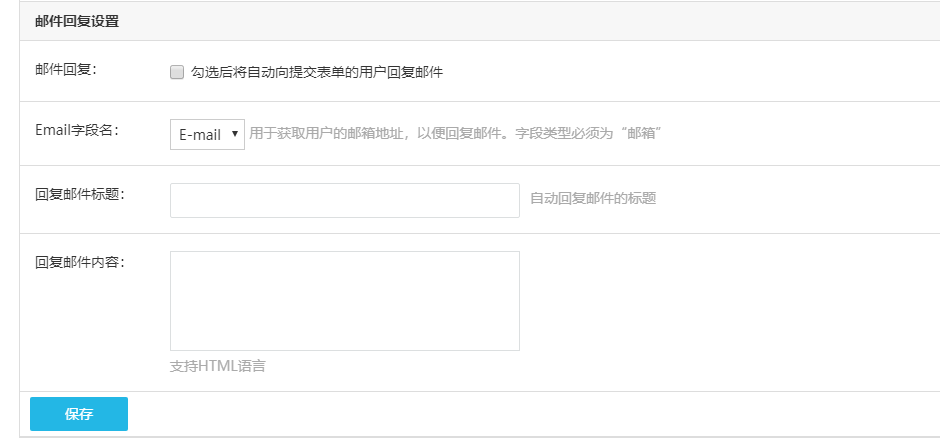 邮件回复设置
邮件回复：
勾选后将自动向提交表单的用户回复邮件
Email字段名：
E-mail
用于获取用户的邮箱地址，以便回复邮件。字段类型必须为“邮箱”
回复邮件标题：
自动回复邮件的标题
回复邮件内容：
支持HTML语言
保存